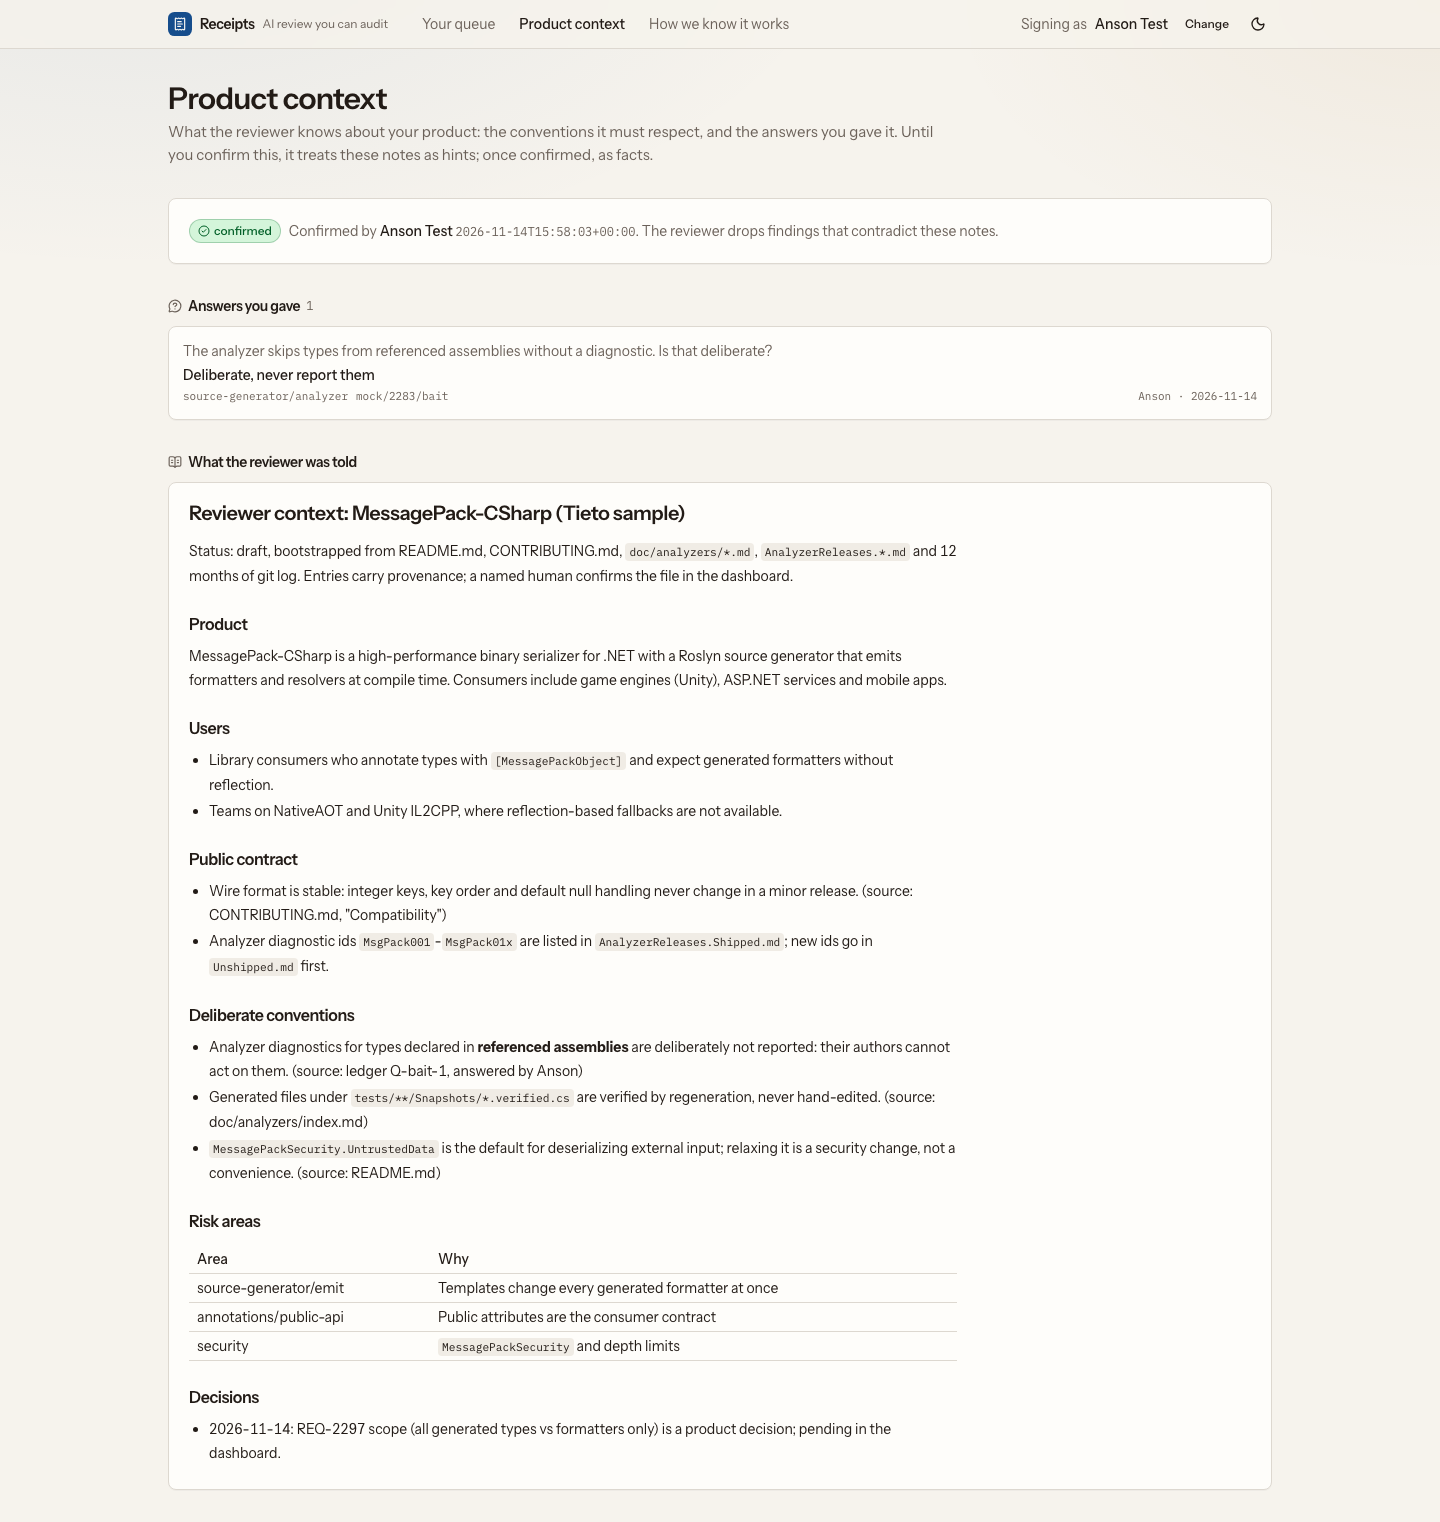 Receipts AI review you can audit Your queue Product context How we know it works Signing as Anson Test Change
Product context
What the reviewer knows about your product: the conventions it must respect, and the answers you gave it. Until
you confirm this, it treats these notes as hints; once confirmed, as facts.
confirmed Confirmed by Anson Test 2026-11-14T15:58:03+00:00. The reviewer drops findings that contradict these notes.
Answers you gave 1
The analyzer skips types from referenced assemblies without a diagnostic. Is that deliberate?
Deliberate, never report them
source-generator/analyzer mock/2283/bait Anson · 2026-11-14
What the reviewer was told
Reviewer context: MessagePack-CSharp (Tieto sample)
Status: draft, bootstrapped from README.md, CONTRIBUTING.md, doc/analyzers/*.md, AnalyzerReleases.*.md and 12
months of git log. Entries carry provenance; a named human confirms the file in the dashboard.
Product
MessagePack-CSharp is a high-performance binary serializer for .NET with a Roslyn source generator that emits
formatters and resolvers at compile time. Consumers include game engines (Unity), ASP.NET services and mobile apps.
Users
• Library consumers who annotate types with [MessagePackObject] and expect generated formatters without
reflection.
• Teams on NativeAOT and Unity IL2CPP, where reflection-based fallbacks are not available.
Public contract
• Wire format is stable: integer keys, key order and default null handling never change in a minor release. (source:
CONTRIBUTING.md, "Compatibility")
• Analyzer diagnostic ids MsgPack001-MsgPack01x are listed in AnalyzerReleases.Shipped.md; new ids go in
Unshipped.md first.
Deliberate conventions
• Analyzer diagnostics for types declared in referenced assemblies are deliberately not reported: their authors cannot
act on them. (source: ledger Q-bait-1, answered by Anson)
• Generated files under tests/**/Snapshots/*.verified.cs are verified by regeneration, never hand-edited. (source:
doc/analyzers/index.md)
• MessagePackSecurity.UntrustedData is the default for deserializing external input; relaxing it is a security change, not a
convenience. (source: README.md)
Risk areas
Area Why
source-generator/emit Templates change every generated formatter at once
annotations/public-api Public attributes are the consumer contract
security MessagePackSecurity and depth limits
Decisions
• 2026-11-14: REQ-2297 scope (all generated types vs formatters only) is a product decision; pending in the
dashboard.